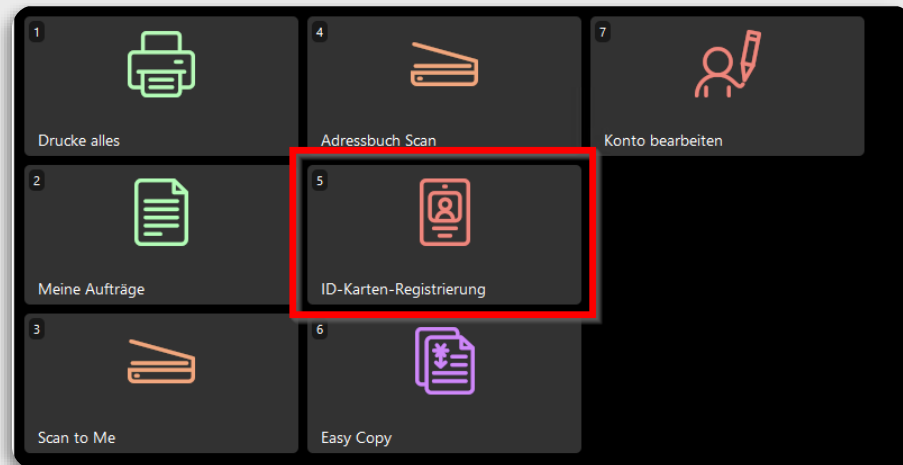 1
Drucke alles
4
Adressbuch Scan
7
Konto bearbeiten
2
Meine Aufträge
5
ID-Karten-Registrierung
3
Scan to Me
6
Easy Copy